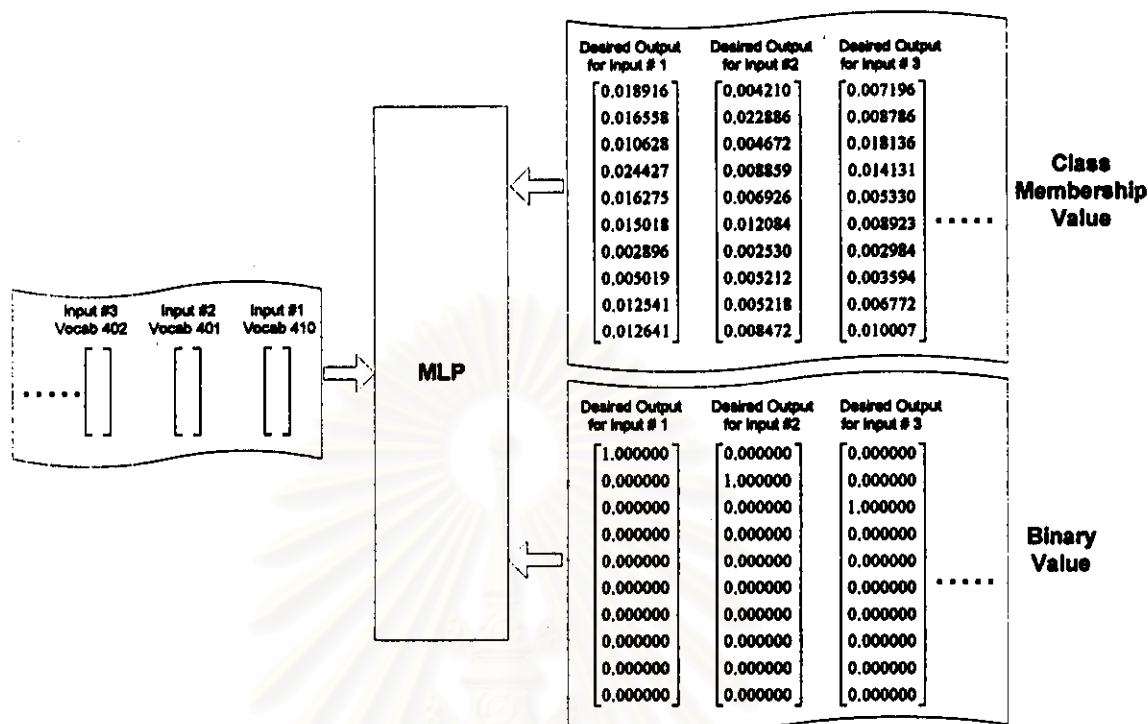 Desired Output for Input # 1
Desired Output for Input #2
Desired Output for Input # 3
0.018916 0.004210 0.007196
0.016558 0.022886 0.008786
0.010628 0.004672 0.018136
0.024427 0.008859 0.014131
0.016275 0.006926 0.005330
0.015018 0.012084 0.008923 .....
0.002896 0.002530 0.002984
0.005019 0.005212 0.003594
0.012541 0.005218 0.006772
0.012641 0.008472 0.010007
Class
Membership
Value
Input #3
Vocab 402
Input #2
Vocab 401
Input #1
Vocab 410
.....
MLP
Desired Output for Input # 1
Desired Output for Input #2
Desired Output for Input # 3
1.000000 0.000000 0.000000
0.000000 1.000000 0.000000
0.000000 0.000000 1.000000
0.000000 0.000000 0.000000
0.000000 0.000000 0.000000
0.000000 0.000000 0.000000 .....
0.000000 0.000000 0.000000
0.000000 0.000000 0.000000
0.000000 0.000000 0.000000
0.000000 0.000000 0.000000
Binary
Value